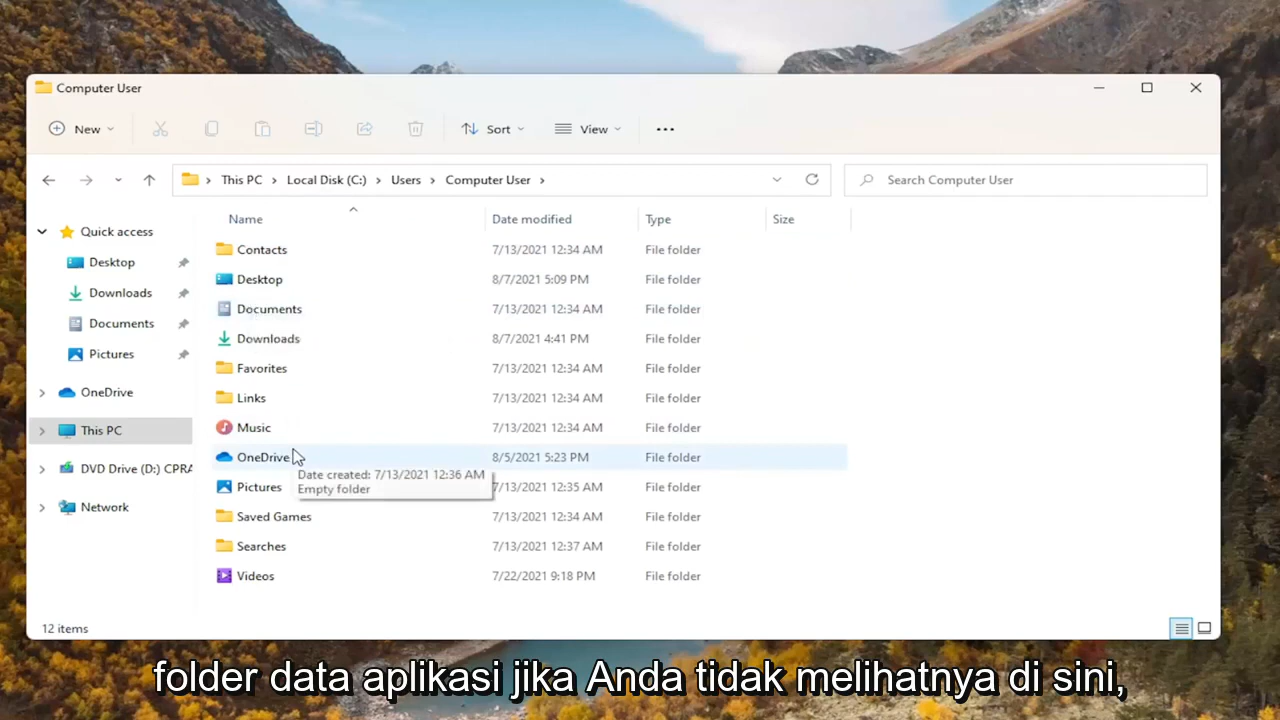 Computer User
New
Sort
View
This PC
Local Disk (C:)
Users
Computer User
Search Computer User
Name
Date modified
Type
Size
Quick access
Desktop
Downloads
Documents
Pictures
OneDrive
This PC
DVD Drive (D:) CPRA
Network
Contacts 7/13/2021 12:34 AM File folder
Desktop 8/7/2021 5:09 PM File folder
Documents 7/13/2021 12:34 AM File folder
Downloads 8/7/2021 4:41 PM File folder
Favorites 7/13/2021 12:34 AM File folder
Links 7/13/2021 12:34 AM File folder
Music 7/13/2021 12:34 AM File folder
OneDrive 8/5/2021 5:23 PM File folder
Date created: 7/13/2021 12:36 AM
Empty folder
Pictures 7/13/2021 12:35 AM File folder
Saved Games 7/13/2021 12:34 AM File folder
Searches 7/13/2021 12:37 AM File folder
Videos 7/22/2021 9:18 PM File folder
12 items
folder data aplikasi jika Anda tidak melihatnya di sini,